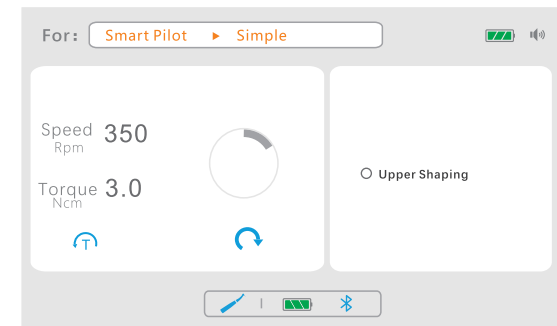 For: Smart Pilot ▸ Simple
Speed 350
Rpm
Torque 3.0
Ncm
T
Upper Shaping